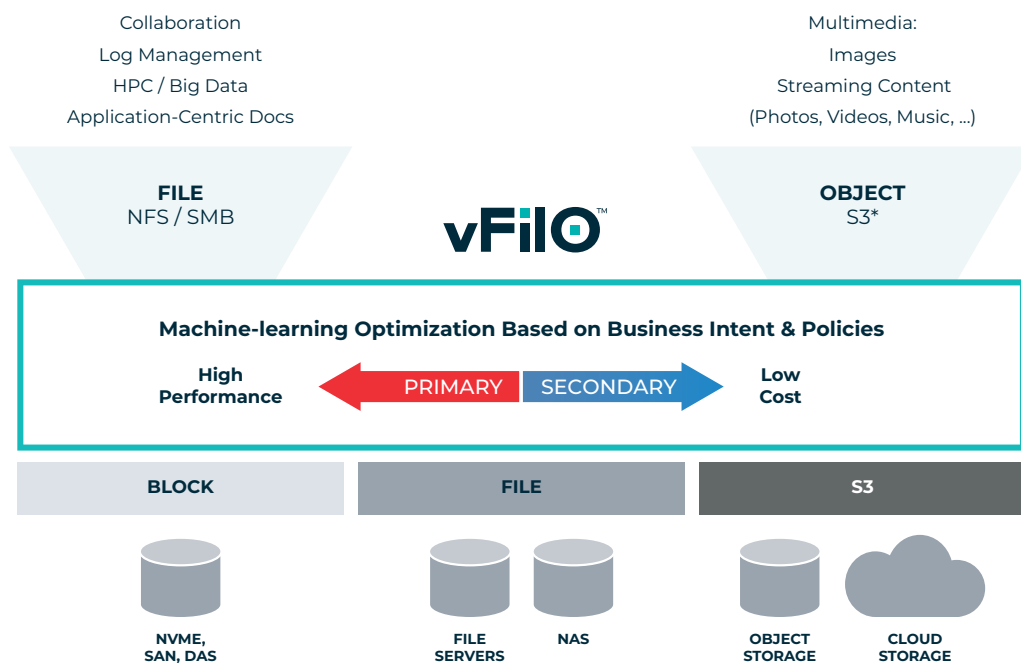 Collaboration
Log Management
HPC / Big Data
Application-Centric Docs
Multimedia:
Images
Streaming Content
(Photos, Videos, Music, ...)
FILE
NFS / SMB
vFilO™
OBJECT
S3*
Machine-learning Optimization Based on Business Intent & Policies
High
Performance
PRIMARY
SECONDARY
Low
Cost
BLOCK
FILE
S3
NVME,
SAN, DAS
FILE
SERVERS
NAS
OBJECT
STORAGE
CLOUD
STORAGE